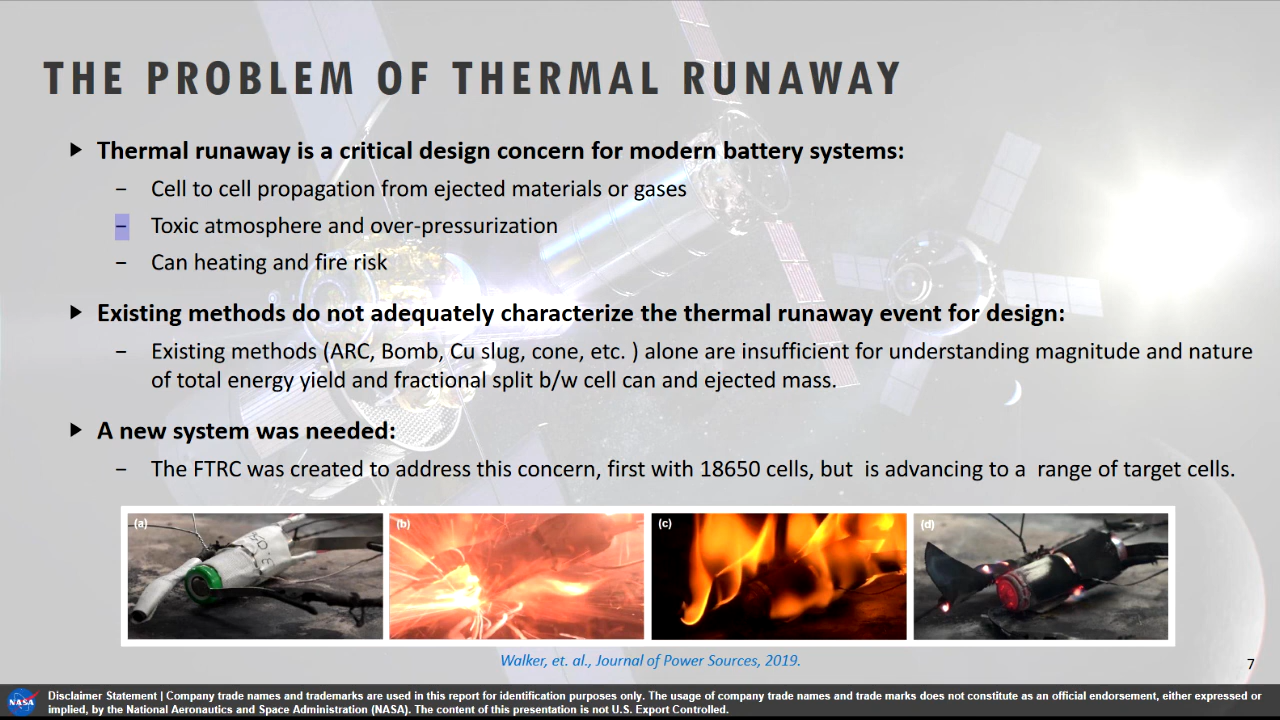 THE PROBLEM OF THERMAL RUNAWAY
Thermal runaway is a critical design concern for modern battery systems:
– Cell to cell propagation from ejected materials or gases
– Toxic atmosphere and over-pressurization
– Can heating and fire risk
Existing methods do not adequately characterize the thermal runaway event for design:
– Existing methods (ARC, Bomb, Cu slug, cone, etc. ) alone are insufficient for understanding magnitude and nature
of total energy yield and fractional split b/w cell can and ejected mass.
A new system was needed:
– The FTRC was created to address this concern, first with 18650 cells, but  is advancing to a  range of target cells.
(a) (b) (c) (d)
Walker, et. al., Journal of Power Sources, 2019.
7
NASA
Disclaimer Statement | Company trade names and trademarks are used in this report for identification purposes only. The usage of company trade names and trade marks does not constitute as an official endorsement, either expressed or
implied, by the National Aeronautics and Space Administration (NASA). The content of this presentation is not U.S. Export Controlled.